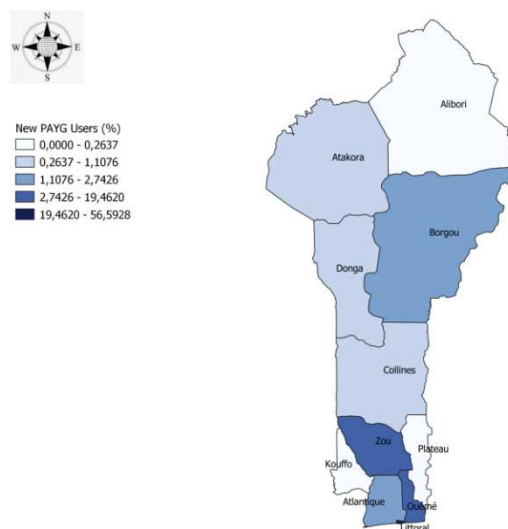 N
W E
S
New PAYG Users (%)
0,0000 - 0,2637
0,2637 - 1,1076
1,1076 - 2,7426
2,7426 - 19,4620
19,4620 - 56,5928
Alibori
Atakora
Borgou
Donga
Collines
Zou
Plateau
Kouffo
Atlantique
Ouémé
Littoral